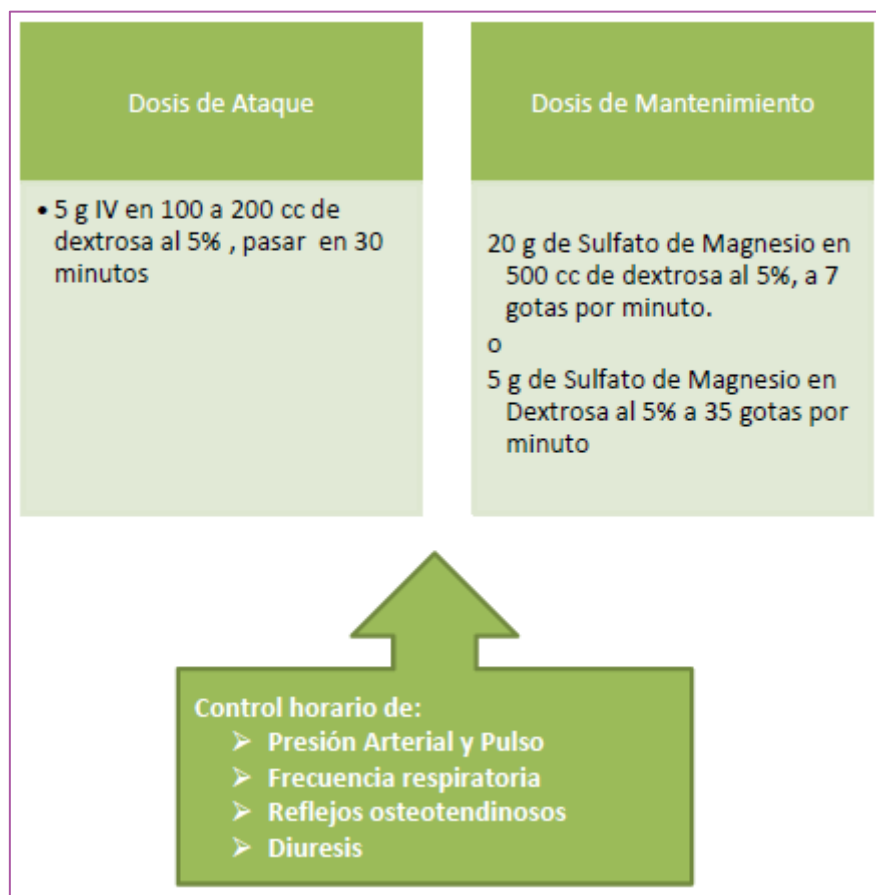 Dosis de Ataque
• 5 g IV en 100 a 200 cc de
dextrosa al 5% , pasar en 30
minutos
Dosis de Mantenimiento
20 g de Sulfato de Magnesio en
500 cc de dextrosa al 5%, a 7
gotas por minuto.
o
5 g de Sulfato de Magnesio en
Dextrosa al 5% a 35 gotas por
minuto
Control horario de:
➢ Presión Arterial y Pulso
➢ Frecuencia respiratoria
➢ Reflejos osteotendinosos
➢ Diuresis